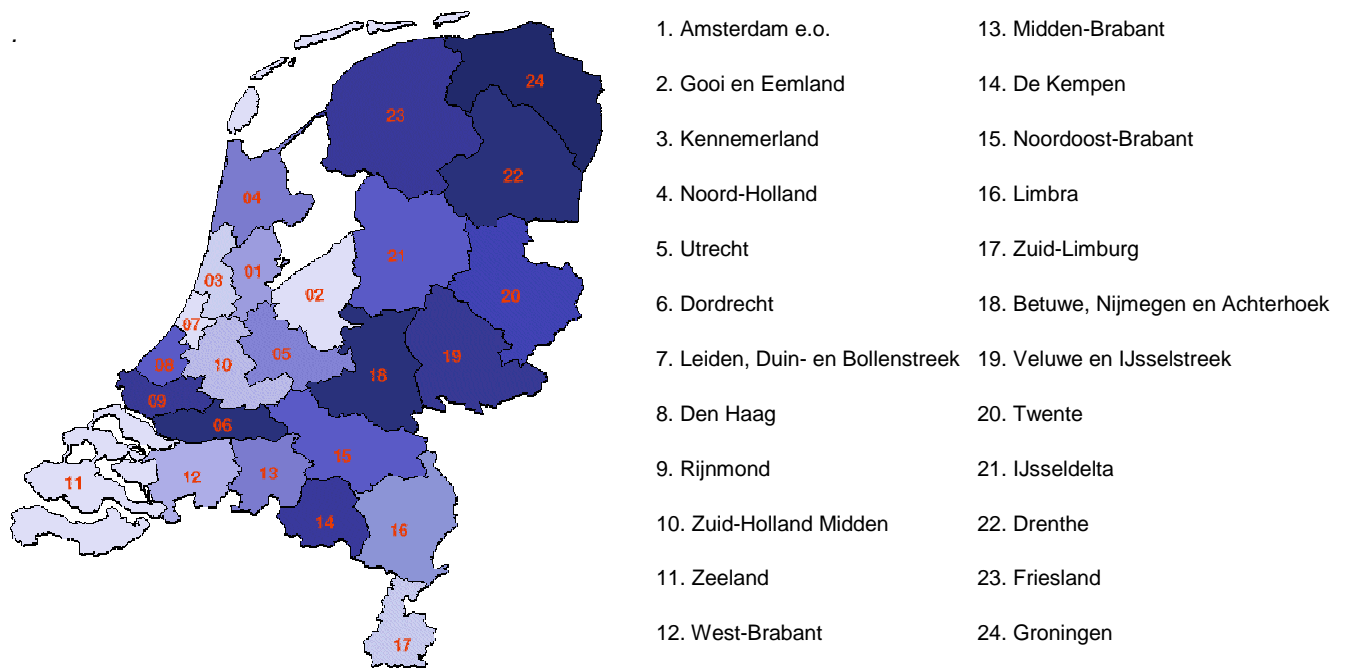 .
1. Amsterdam e.o.
2. Gooi en Eemland
3. Kennemerland
4. Noord-Holland
5. Utrecht
6. Dordrecht
7. Leiden, Duin- en Bollenstreek
8. Den Haag
9. Rijnmond
10. Zuid-Holland Midden
11. Zeeland
12. West-Brabant
13. Midden-Brabant
14. De Kempen
15. Noordoost-Brabant
16. Limbra
17. Zuid-Limburg
18. Betuwe, Nijmegen en Achterhoek
19. Veluwe en IJsselstreek
20. Twente
21. IJsseldelta
22. Drenthe
23. Friesland
24. Groningen
24
23
22
04
21
03
01
02
20
07
08
10
05
19
18
09
06
15
11
12
13
14
16
17